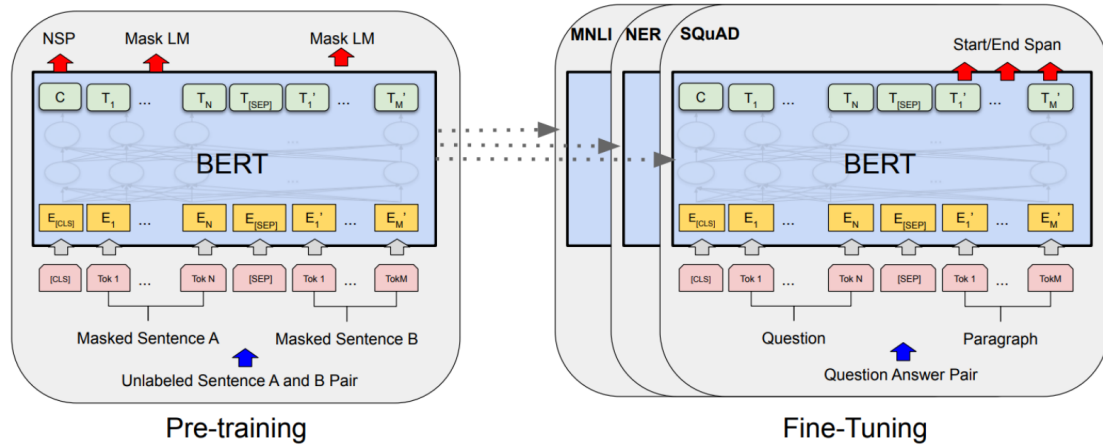 NSP Mask LM Mask LM
C T1 ... TN T[SEP] T1' ... TM'
...
...
BERT
E[CLS] E1 ... EN E[SEP] E1' ... EM'
[CLS] Tok 1 ... Tok N [SEP] Tok 1 ... TokM
Masked Sentence A Masked Sentence B
Unlabeled Sentence A and B Pair
Pre-training
MNLI NER SQuAD
Start/End Span
C T1 ... TN T[SEP] T1' ... TM'
...
...
BERT
E[CLS] E1 ... EN E[SEP] E1' ... EM'
[CLS] Tok 1 ... Tok N [SEP] Tok 1 ... TokM
Question Paragraph
Question Answer Pair
Fine-Tuning